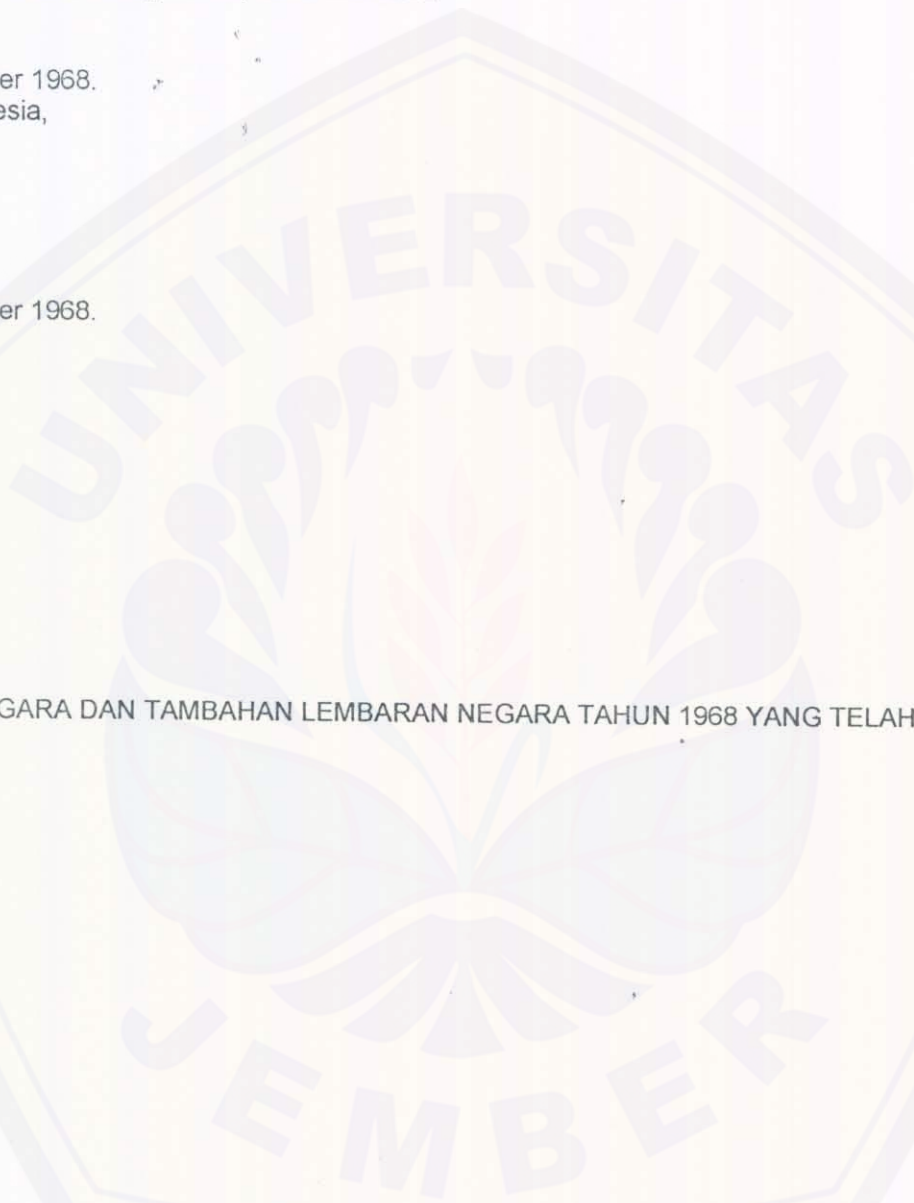 er 1968.
esia,
er 1968.
GARA DAN TAMBAHAN LEMBARAN NEGARA TAHUN 1968 YANG TELAH
UNIVERSITAS
JEMBER